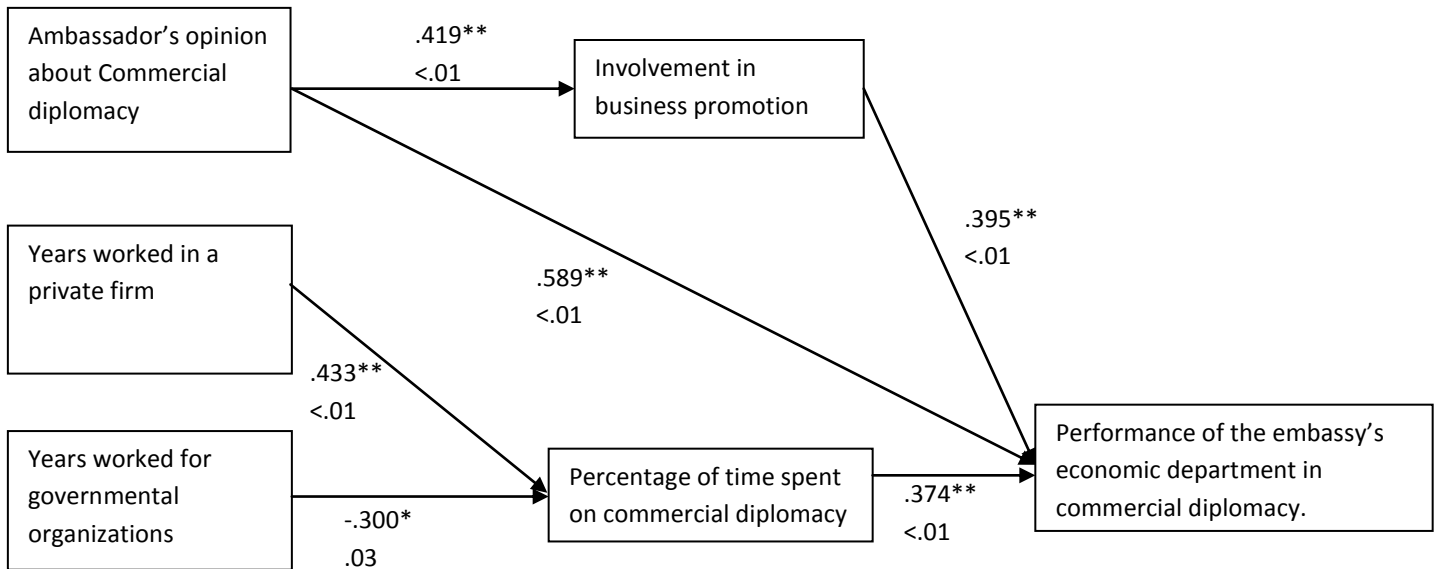 Ambassador’s opinion
about Commercial
diplomacy
.419**
<.01
Involvement in
business promotion
.395**
<.01
.589**
<.01
Years worked in a
private firm
.433**
<.01
Years worked for
governmental
organizations
-.300*
.03
Percentage of time spent
on commercial diplomacy
.374**
<.01
Performance of the embassy’s
economic department in
commercial diplomacy.